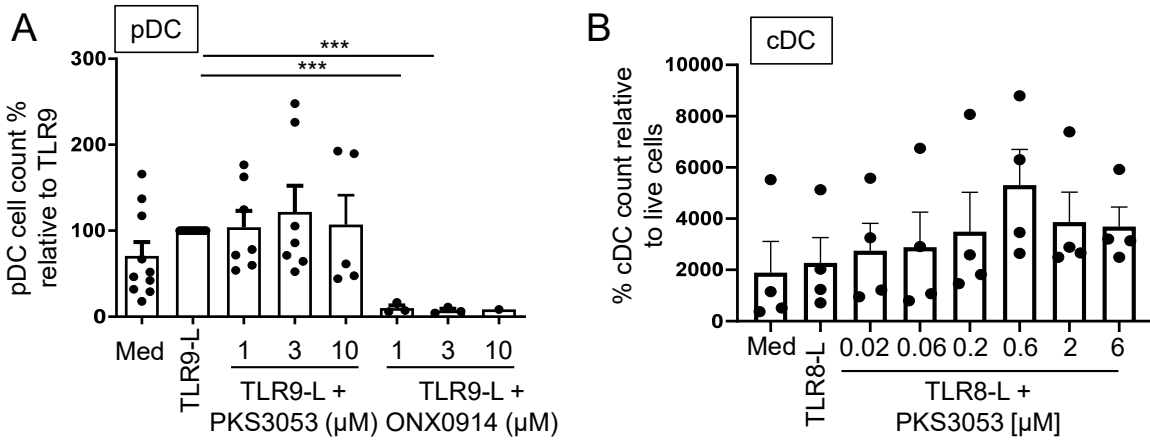 A
pDC
pDC cell count %
relative to TLR9
300
200
100
0
***
***
Med
TLR9-L
1
3
10
1
3
10
TLR9-L +
PKS3053 (µM)
TLR9-L +
ONX0914 (µM)
B
cDC
% cDC count relative
to live cells
10000
8000
6000
4000
2000
0
Med
TLR8-L
0.02
0.06
0.2
0.6
2
6
TLR8-L +
PKS3053 [µM]